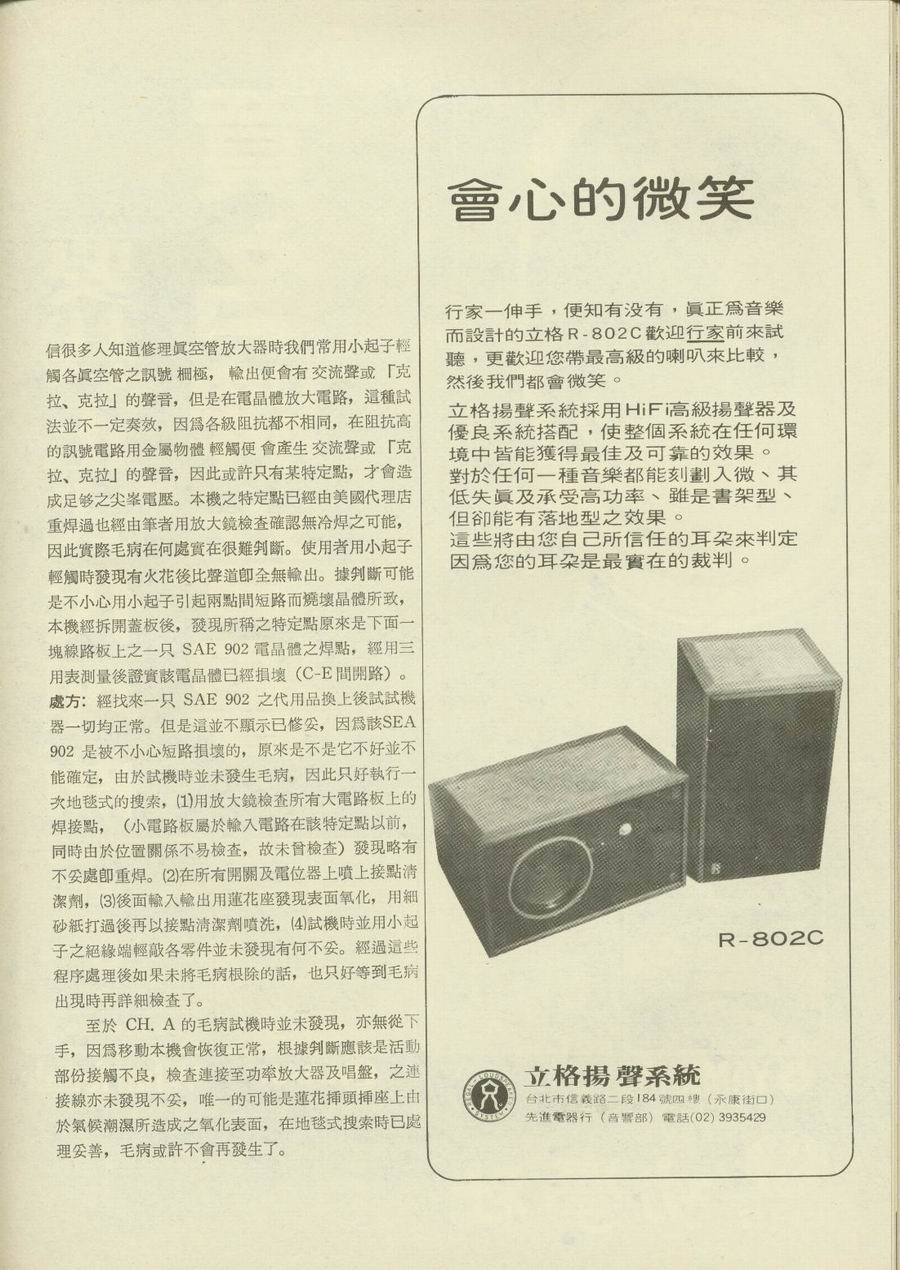 信很多人知道修理眞空管放大器時我們常用小起子輕
觸各眞空管之訊號 柵極, 輸出便會有 交流聲或 「克
拉、克拉」的聲音,但是在電晶體放大電路,這種試
法並不一定奏效,因爲各級阻抗都不相同,在阻抗高
的訊號電路用金屬物體 輕觸便 會產生 交流聲或 「克
拉、克拉」的聲音,因此或許只有某特定點,才會造
成足够之尖峯電壓。本機之特定點已經由美國代理店
重焊過也經由筆者用放大鏡檢查確認無冷焊之可能,
因此實際毛病在何處實在很難判斷。使用者用小起子
輕觸時發現有火花後比聲道卽全無輸出。據判斷可能
是不小心用小起子引起兩點間短路而燒壞晶體所致,
本機經拆開蓋板後,發現所稱之特定點原來是下面一
塊線路板上之一只 SAE 902 電晶體之焊點,經用三
用表測量後證實該電晶體已經損壞(C-E間開路)。
處方:經找來一只 SAE 902 之代用品換上後試試機
器一切均正常。但是這並不顯示已修妥,因爲該SEA
902 是被不小心短路損壞的,原來是不是它不好並不
能確定,由於試機時並未發生毛病,因此只好執行一
次地毯式的搜索,⑴用放大鏡檢查所有大電路板上的
焊接點,(小電路板屬於輸入電路在該特定點以前,
同時由於位置關係不易檢查,故未曾檢查)發現略有
不妥處卽重焊。⑵在所有開關及電位器上噴上接點淸
潔劑,⑶後面輸入輸出用蓮花座發現表面氧化,用細
砂紙打過後再以接點淸潔劑噴洗,⑷試機時並用小起
子之絕緣端輕敲各零件並未發現有何不妥。經過這些
程序處理後如果未將毛病根除的話,也只好等到毛病
出現時再詳細檢查了。
至於 CH. A 的毛病試機時並未發現,亦無從下
手,因爲移動本機會恢復正常,根據判斷應該是活動
部份接觸不良,檢查連接至功率放大器及唱盤,之連
接線亦未發現不妥,唯一的可能是蓮花揷頭揷座上由
於氣候潮濕所造成之氧化表面,在地毯式搜索時已處
理妥善,毛病或許不會再發生了。
會心的微笑
行家一伸手,便知有没有,眞正爲音樂
而設計的立格R-802C歡迎行家前來試
聽,更歡迎您帶最高級的喇叭來比較,
然後我們都會微笑。
立格揚聲系統採用HiFi高級揚聲器及
優良系統搭配,使整個系統在任何環
境中皆能獲得最佳及可靠的效果。
對於任何一種音樂都能刻劃入微、其
低失眞及承受高功率、雖是書架型、
但卻能有落地型之效果。
這些將由您自己所信任的耳朶來判定
因爲您的耳朶是最實在的裁判。
R-802C
立格揚聲系統
台北市信義路二段184號四樓(永康街口)
先進電器行(音響部)電話(02)3935429